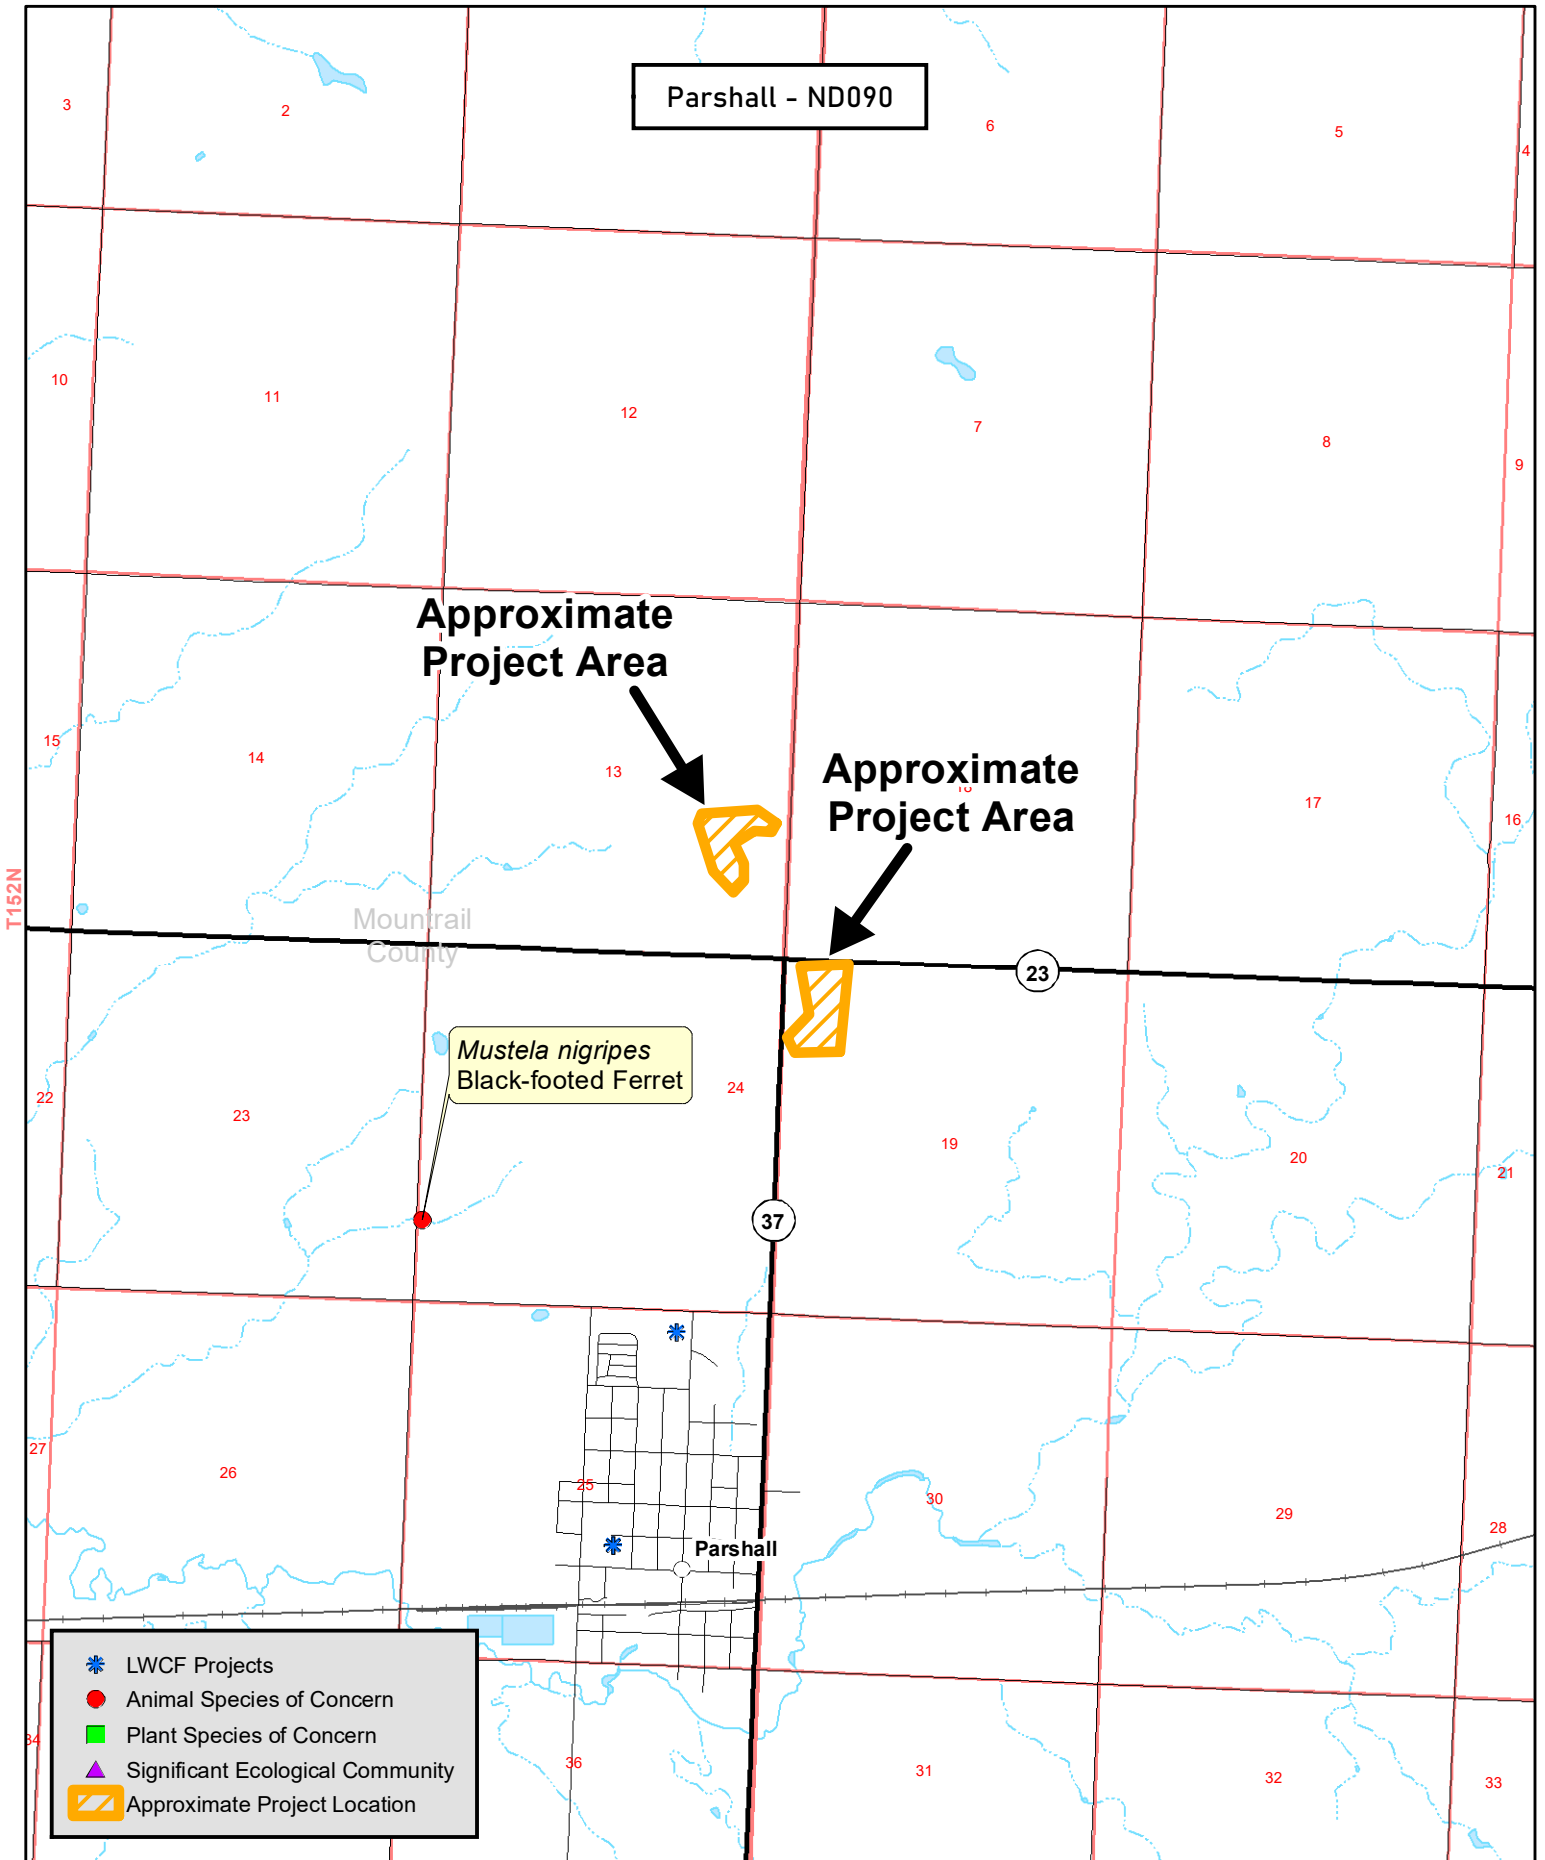 Parshall - ND090
3
2
6
5
4
10
11
12
7
8
9
Approximate
Project Area
Approximate
Project Area
15
14
13
17
16
T152N
Mountrail
County
23
Mustela nigripes
Black-footed Ferret
22
23
24
19
20
21
37
27
26
25
30
29
28
Parshall
34
36
31
32
33
LWCF Projects
Animal Species of Concern
Plant Species of Concern
Significant Ecological Community
Approximate Project Location